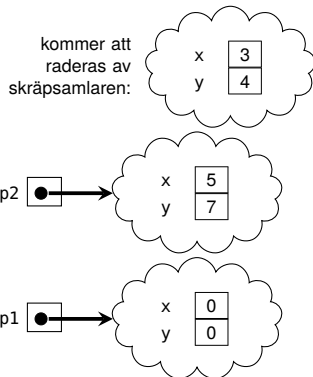 kommer att
raderas av
skräpsamlaren:
x 3
y 4
p2
x 5
y 7
p1
x 0
y 0